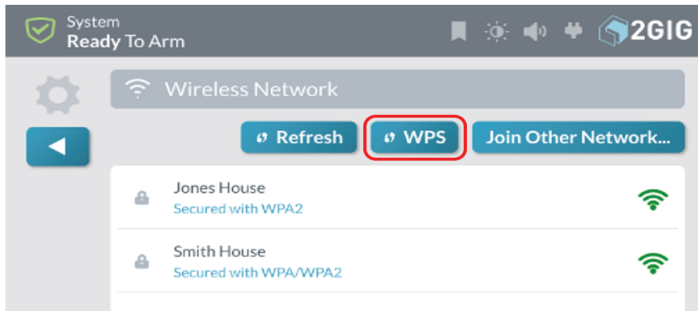 System
Ready To Arm
2GIG
Wireless Network
Refresh
WPS
Join Other Network...
Jones House
Secured with WPA2
Smith House
Secured with WPA/WPA2